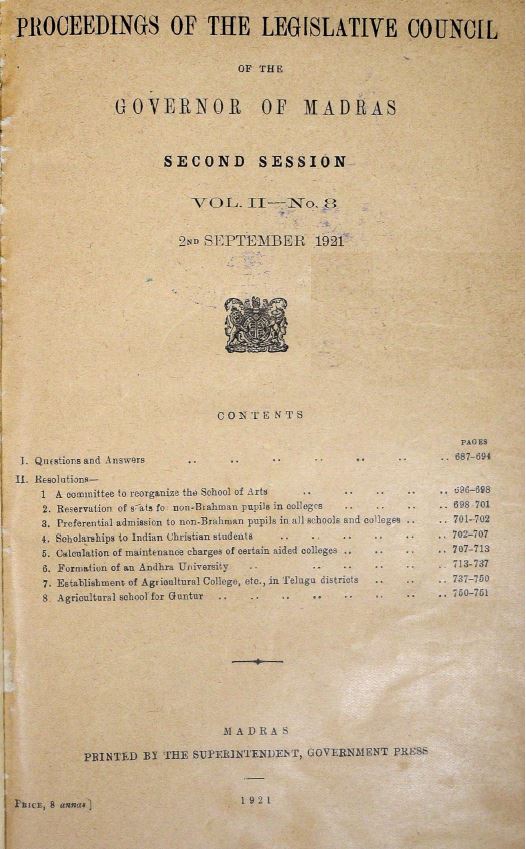 PROCEEDINGS OF THE LEGISLATIVE COUNCIL
OF THE
GOVERNOR OF MADRAS
SECOND SESSION
VOL. II—No. 8
2ND SEPTEMBER 1921
CONTENTS
PAGES
I. Questions and Answers .. .. .. .. .. .. .. 687-694
II. Resolutions—
1 A committee to reorganize the School of Arts .. .. .. .. 696-698
2. Reservation of s ats fo non-Brahman pupils in colleges .. .. .. 698-701
3. Preferential admission to non-Brahman pupils in all schools and colleges .. .. 701-702
4. Scholarships to Indian Christian students .. .. .. .. .. 702-707
5. Calculation of maintenance charges of certain aided colleges .. .. .. .. 707-713
6. Formation of an Andhra University .. .. .. .. .. 713-737
7. Establishment of Agricultural College, etc., in Telugu districts .. .. .. 737-750
8. Agricultural school for Guntur .. .. .. .. .. .. .. 750-751
MADRAS
PRINTED BY THE SUPERINTENDENT, GOVERNMENT PRESS
PRICE, 8 annas]
1921